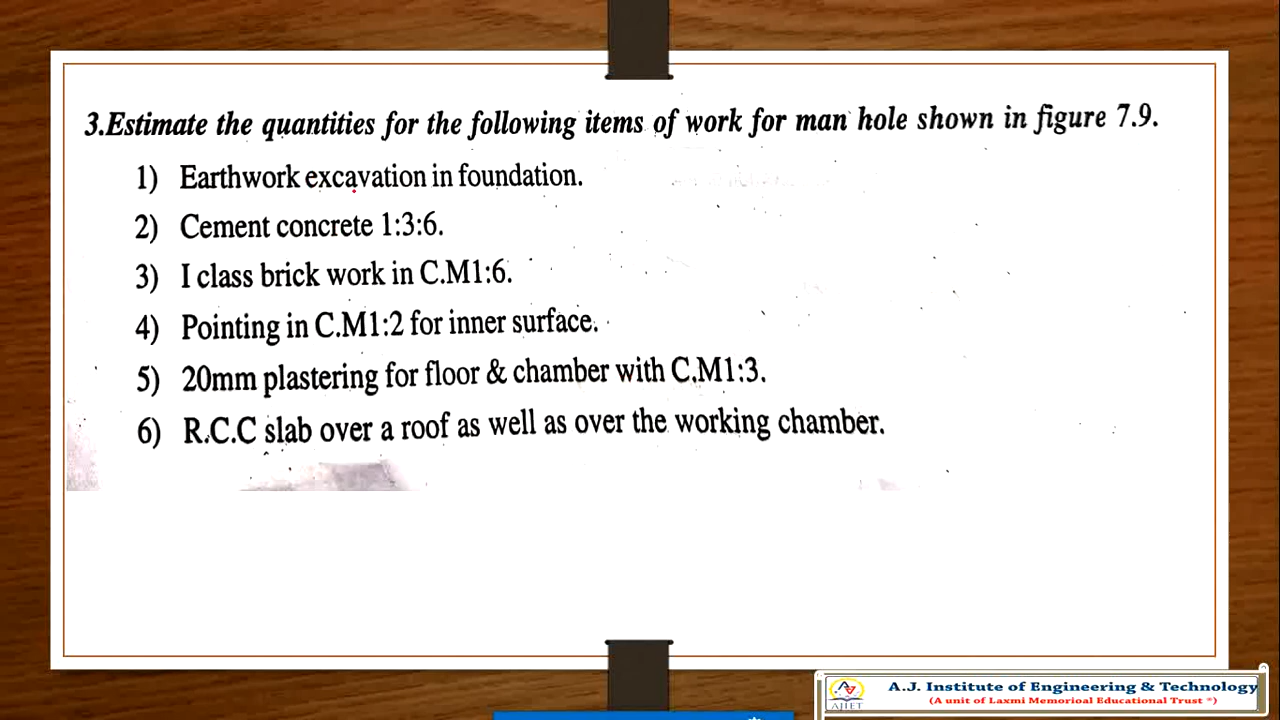 3.Estimate the quantities for the following items of work for man hole shown in figure 7.9.
1) Earthwork excavation in foundation.
2) Cement concrete 1:3:6.
3) I class brick work in C.M1:6.
4) Pointing in C.M1:2 for inner surface.
5) 20mm plastering for floor & chamber with C.M1:3.
6) R.C.C slab over a roof as well as over the working chamber.
A.J. Institute of Engineering & Technology
(A unit of Laxmi Memorioal Educational Trust ®)
AJIET